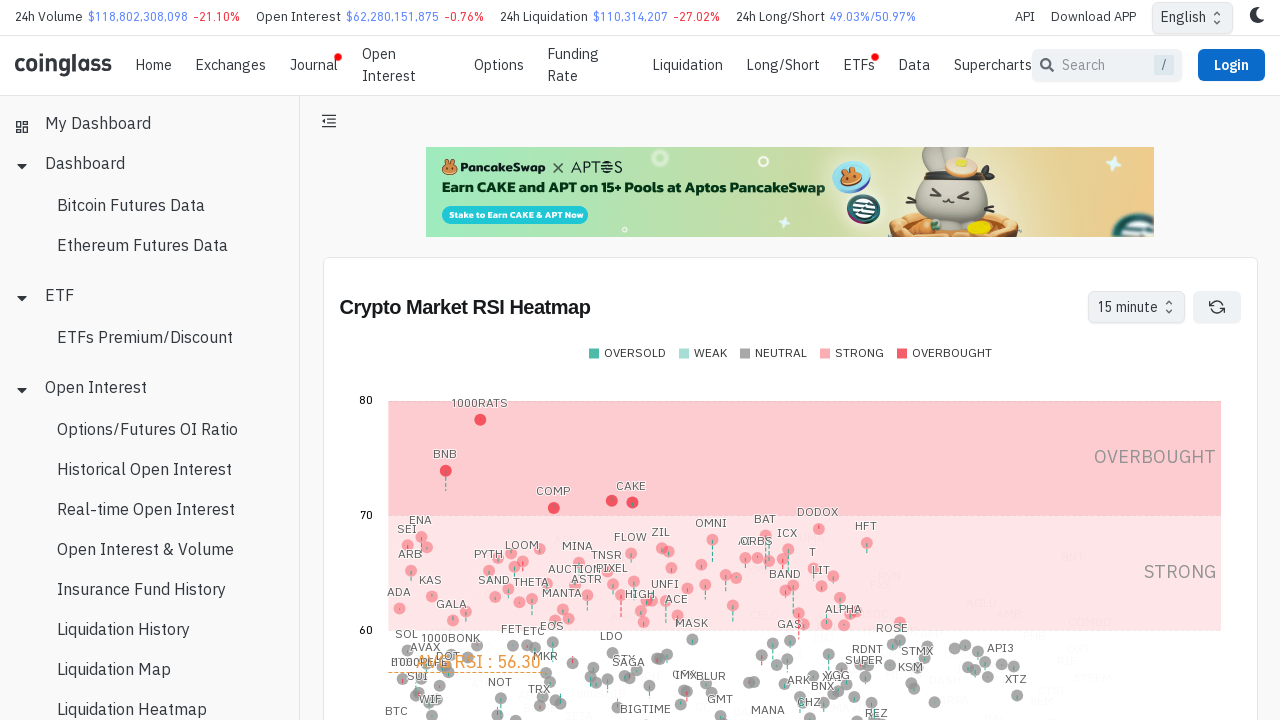 24h Volume $118,802,308,098 -21.10% Open Interest $62,280,151,875 -0.76% 24h Liquidation $110,314,207 -27.02% 24h Long/Short 49.03%/50.97% API Download APP English
coinglass Home Exchanges Journal Open Interest Options Funding Rate Liquidation Long/Short ETFs Data Supercharts Search / Login
My Dashboard
Dashboard
Bitcoin Futures Data
Ethereum Futures Data
ETF
ETFs Premium/Discount
Open Interest
Options/Futures OI Ratio
Historical Open Interest
Real-time Open Interest
Open Interest & Volume
Insurance Fund History
Liquidation History
Liquidation Map
Liquidation Heatmap
PancakeSwap X APTOS
Earn CAKE and APT on 15+ Pools at Aptos PancakeSwap
Stake to Earn CAKE & APT Now
Crypto Market RSI Heatmap 15 minute
OVERSOLD WEAK NEUTRAL STRONG OVERBOUGHT
80
1000RATS
BNB
OVERBOUGHT
COMP CAKE
70
DODOX
ENA BAT
SEI OMNI HFT
FLOW ZIL ICX
LOOM MINA ORBS
ARB PYTH TNSR T
AUCTION PIXEL BAND LIT
STRONG
KAS SAND THETA ASTR UNFI
ADA MANTA HIGH ACE
GALA ALPHA
MASK GAS
60
SOL 1000BONK FET ETC EOS LDO ROSE
AVAX RDNT STMX API3
DOT AVG RSI : 56.30 MKR SAGA SUPER
SUI BLUR YGG KSM
NOT ARK XTZ
TRX BNX
WIF GMT CHZ
BTC BIGTIME MANA REZ